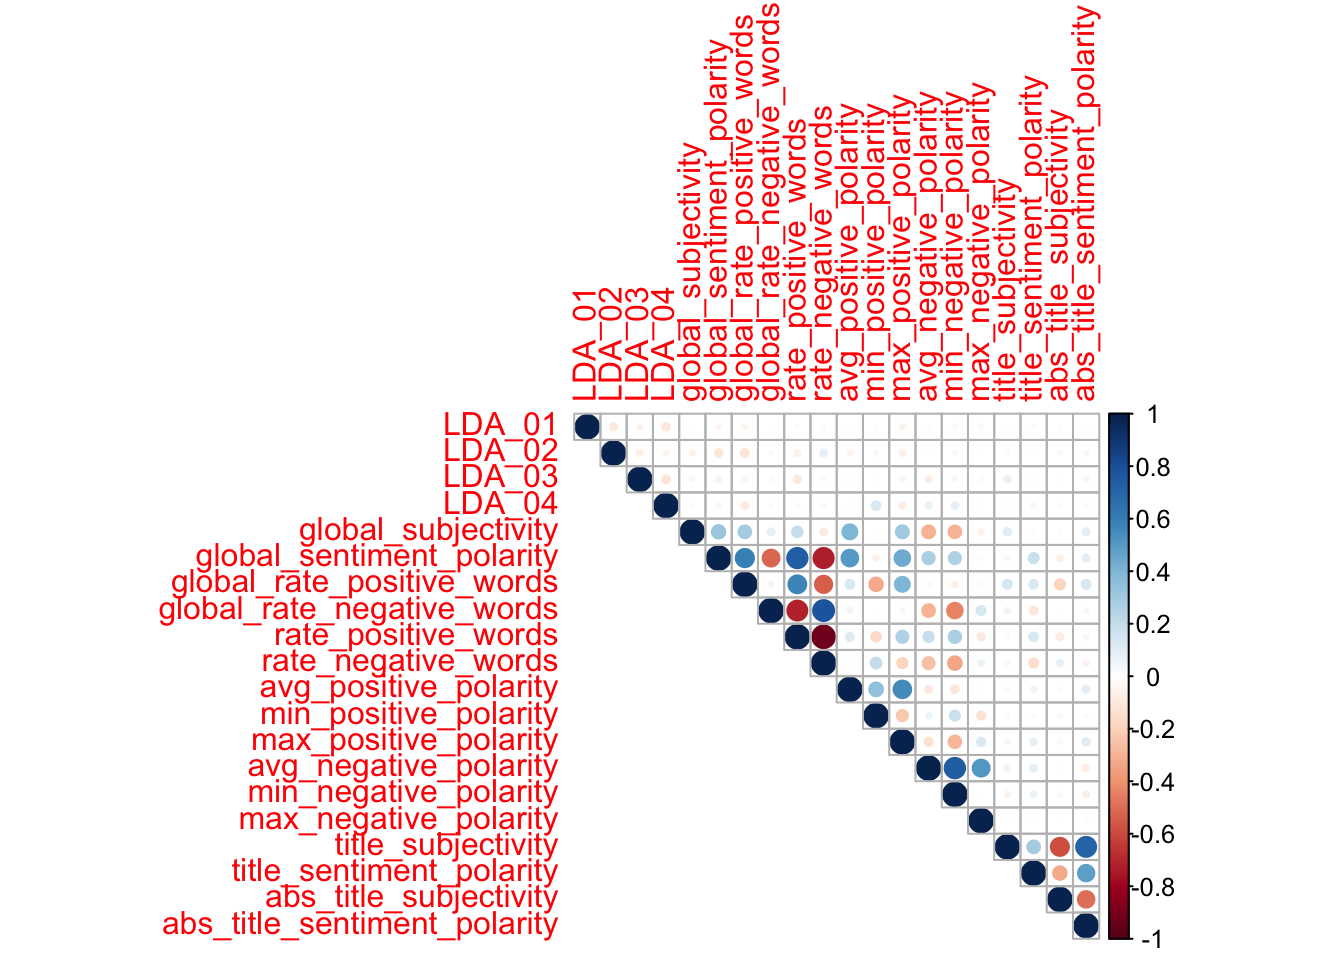 LDA_01
LDA_02
LDA_03
LDA_04
global_subjectivity
global_sentiment_polarity
global_rate_positive_words
global_rate_negative_words
rate_positive_words
rate_negative_words
avg_positive_polarity
min_positive_polarity
max_positive_polarity
avg_negative_polarity
min_negative_polarity
max_negative_polarity
title_subjectivity
title_sentiment_polarity
abs_title_subjectivity
abs_title_sentiment_polarity
LDA_01
LDA_02
LDA_03
LDA_04
global_subjectivity
global_sentiment_polarity
global_rate_positive_words
global_rate_negative_words
rate_positive_words
rate_negative_words
avg_positive_polarity
min_positive_polarity
max_positive_polarity
avg_negative_polarity
min_negative_polarity
max_negative_polarity
title_subjectivity
title_sentiment_polarity
abs_title_subjectivity
abs_title_sentiment_polarity
1
0.8
0.6
0.4
0.2
0
-0.2
-0.4
-0.6
-0.8
-1